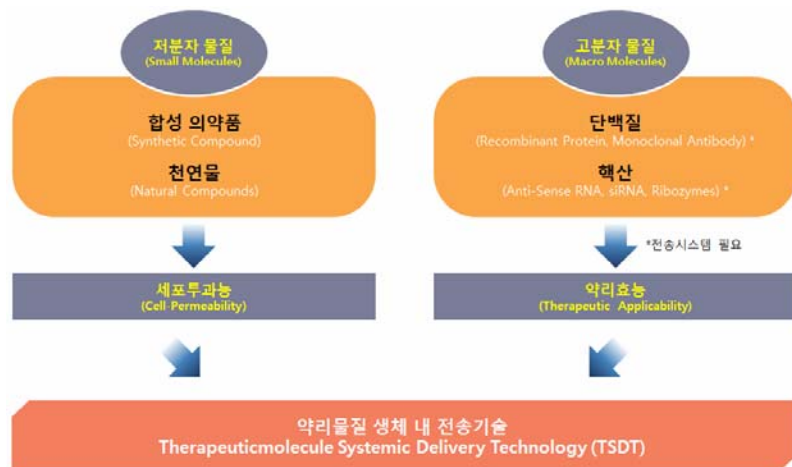 저분자 물질
(Small Molecules)
합성 의약품
(Synthetic Compound)
천연물
(Natural Compounds)
세포투과능
(Cell-Permeability)
고분자 물질
(Macro Molecules)
단백질
(Recombinant Protein, Monoclonal Antibody) *
핵산
(Anti-Sense RNA, siRNA, Ribozymes) *
*전송시스템 필요
약리효능
(Therapeutic Applicability)
약리물질 생체 내 전송기술
Therapeuticmolecule Systemic Delivery Technology (TSDT)